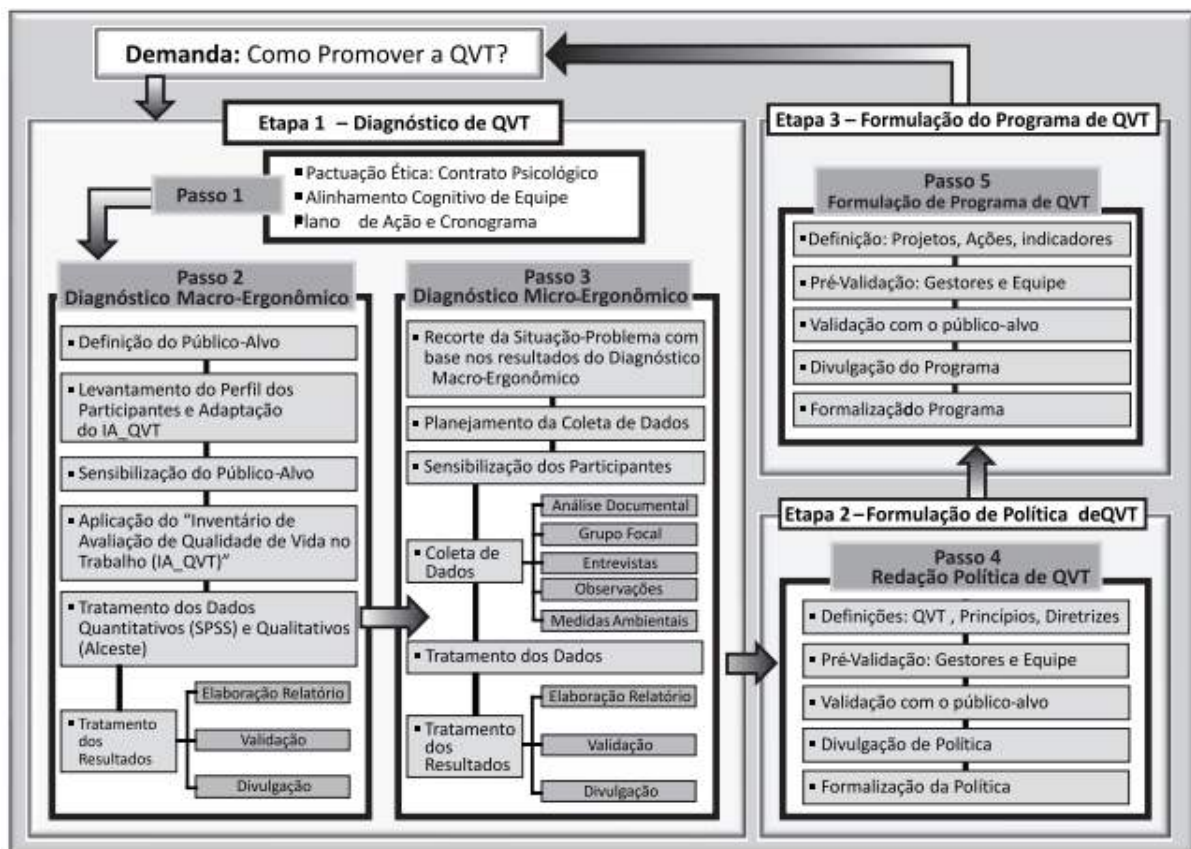 Demanda: Como Promover a QVT?
Etapa 1 – Diagnóstico de QVT
Passo 1
▪ Pactuação Ética: Contrato Psicológico
▪ Alinhamento Cognitivo de Equipe
▪ Plano de Ação e Cronograma
Passo 2
Diagnóstico Macro-Ergonômico
▪ Definição do Público-Alvo
▪ Levantamento do Perfil dos
Participantes e Adaptação
do IA_QVT
▪ Sensibilização do Público-Alvo
▪ Aplicação do “Inventário de
Avaliação de Qualidade de Vida no
Trabalho (IA_QVT)”
▪ Tratamento dos Dados
Quantitativos (SPSS) e Qualitativos
(Alceste)
▪ Tratamento
dos
Resultados
Elaboração Relatório
Validação
Divulgação
Passo 3
Diagnóstico Micro-Ergonômico
▪ Recorte da Situação-Problema com
base nos resultados do Diagnóstico
Macro-Ergonômico
▪ Planejamento da Coleta de Dados
▪ Sensibilização dos Participantes
▪ Coleta de
Dados
Análise Documental
Grupo Focal
Entrevistas
Observações
Medidas Ambientais
▪ Tratamento dos Dados
▪ Tratamento
dos
Resultados
Elaboração Relatório
Validação
Divulgação
Etapa 2 – Formulação de Política deQVT
Passo 4
Redação Política de QVT
▪ Definições: QVT , Princípios, Diretrizes
▪ Pré-Validação: Gestores e Equipe
▪ Validação com o público-alvo
▪ Divulgação de Política
▪ Formalização da Política
Etapa 3 – Formulação do Programa de QVT
Passo 5
Formulação de Programa de QVT
▪ Definição: Projetos, Ações, indicadores
▪ Pré-Validação: Gestores e Equipe
▪ Validação com o público-alvo
▪ Divulgação do Programa
▪ Formalizaçãdo Programa